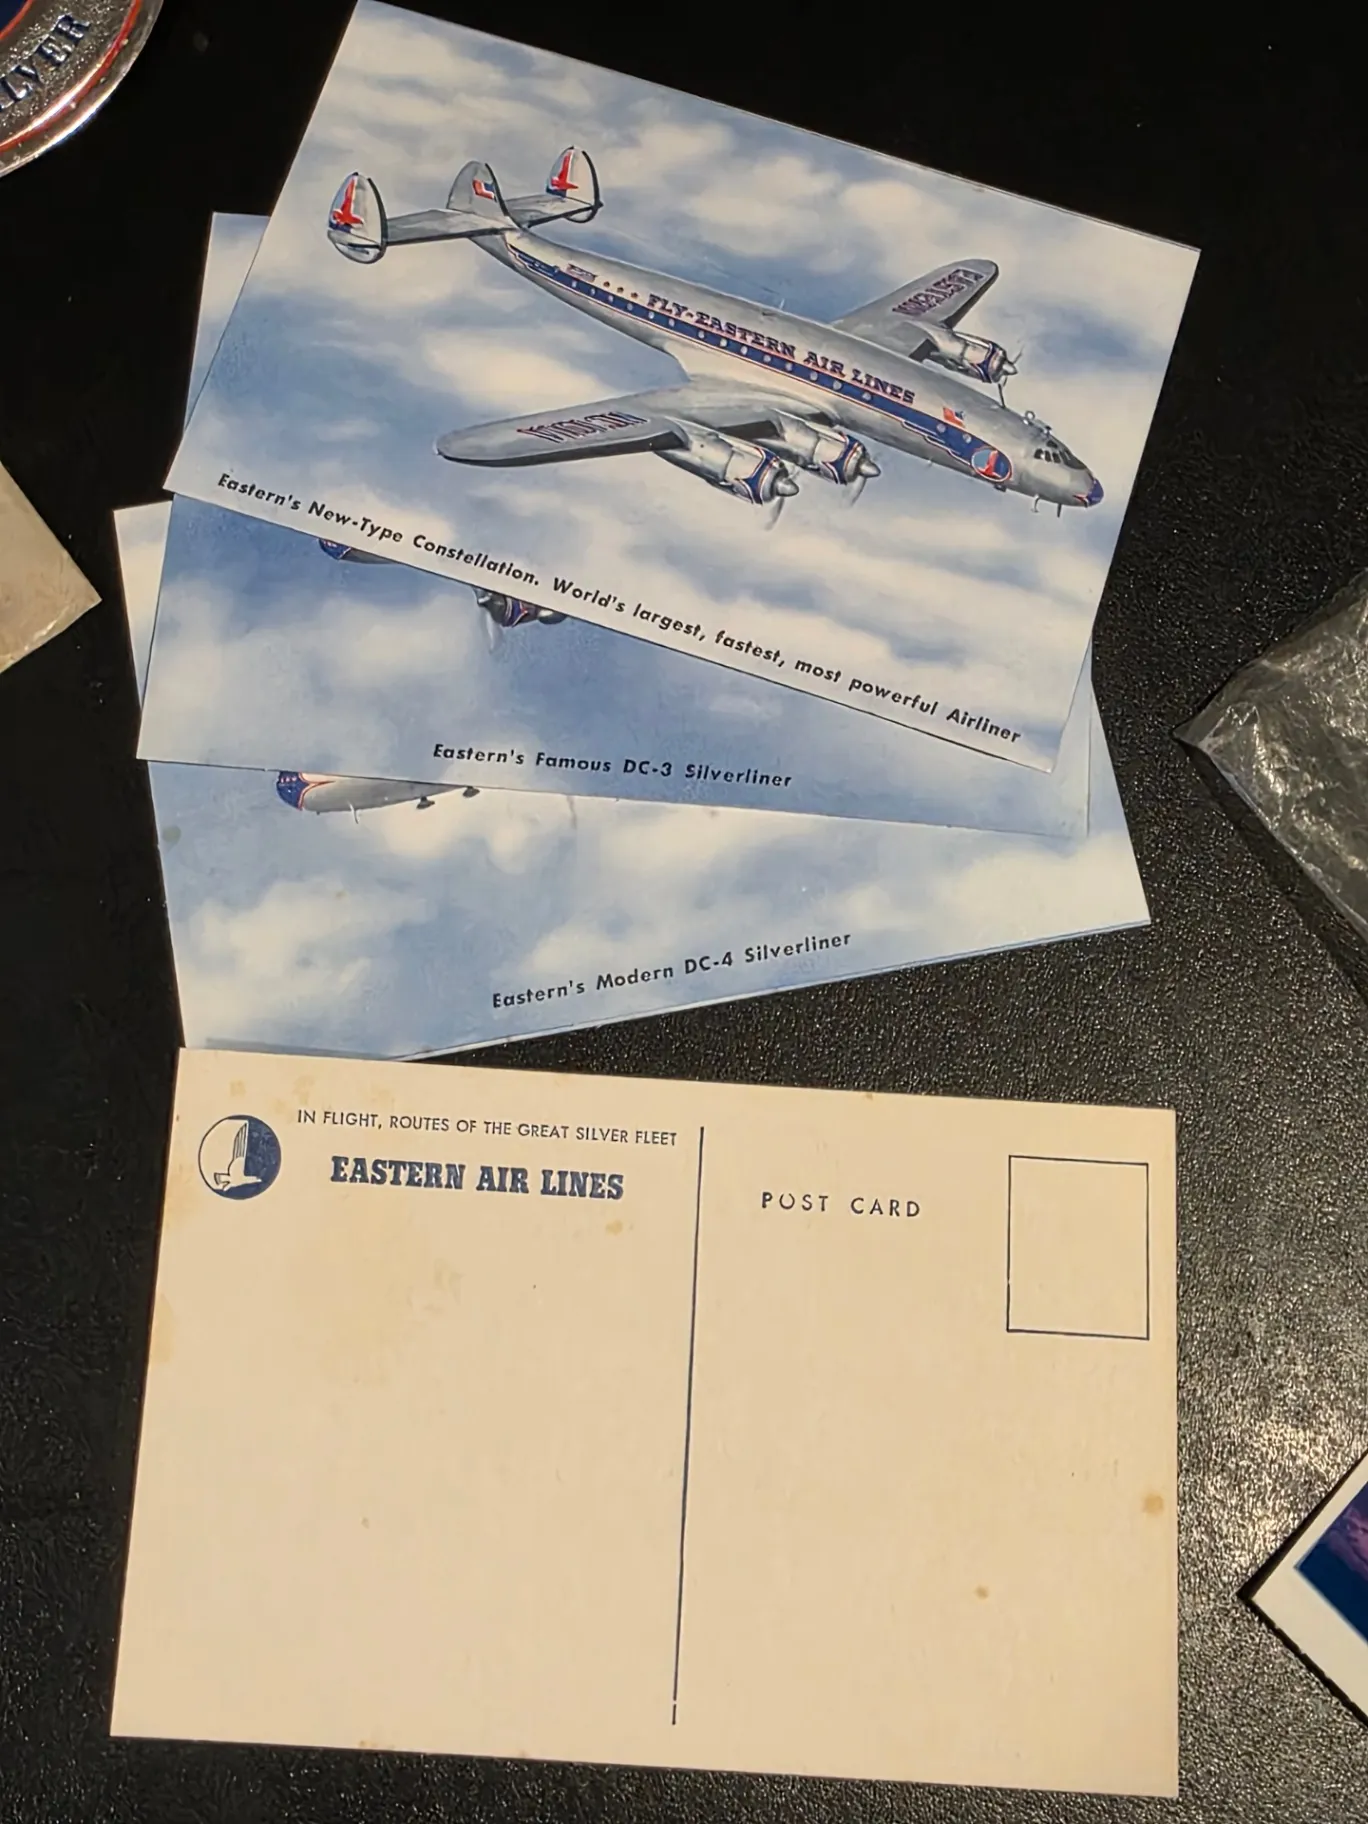 LVER
FLY-EASTERN AIR LINES
EASTERN
Eastern's New-Type Constellation. World's largest, fastest, most powerful Airliner
Eastern's Famous DC-3 Silverliner
Eastern's Modern DC-4 Silverliner
IN FLIGHT, ROUTES OF THE GREAT SILVER FLEET
EASTERN AIR LINES
POST CARD